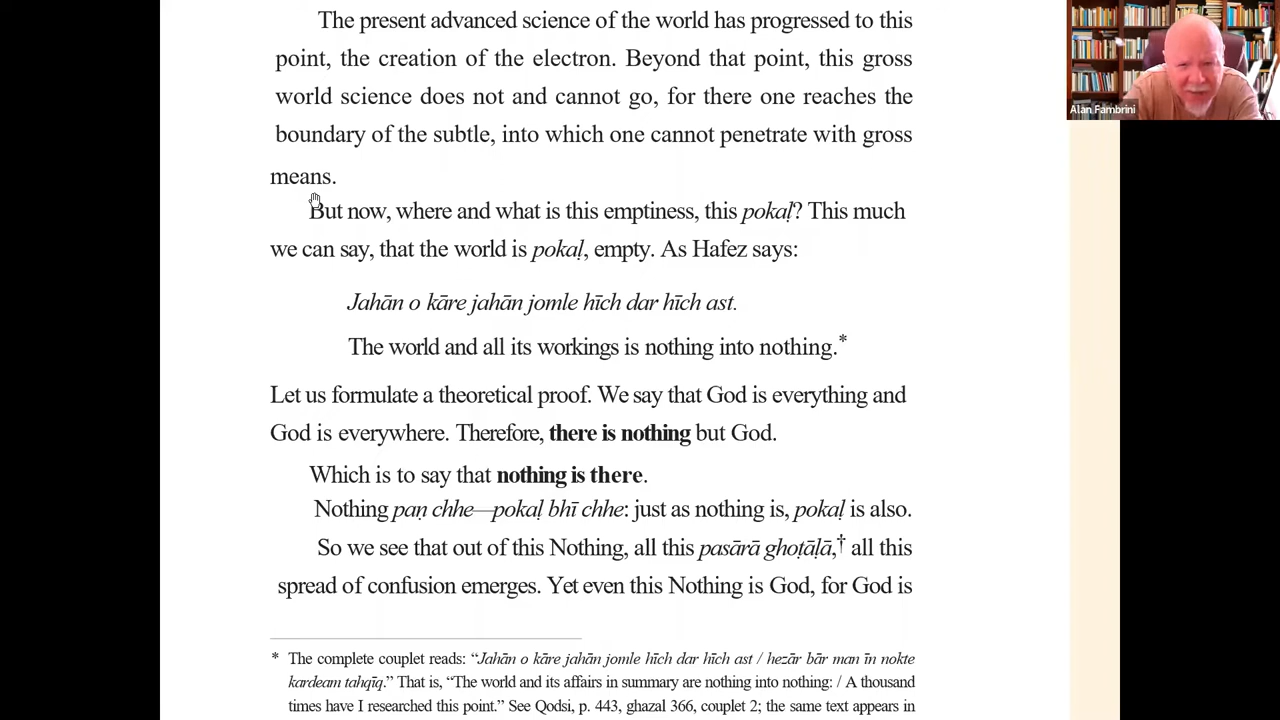 The present advanced science of the world has progressed to this
point, the creation of the electron. Beyond that point, this gross
world science does not and cannot go, for there one reaches the
boundary of the subtle, into which one cannot penetrate with gross
means.
But now, where and what is this emptiness, this pokaḷ? This much
we can say, that the world is pokaḷ, empty. As Hafez says:
Jahān o kāre jahān jomle hīch dar hīch ast.
The world and all its workings is nothing into nothing.*
Let us formulate a theoretical proof. We say that God is everything and
God is everywhere. Therefore, there is nothing but God.
Which is to say that nothing is there.
Nothing paṇ chhe—pokaḷ bhī chhe: just as nothing is, pokaḷ is also.
So we see that out of this Nothing, all this pasārā ghoṭāḷā,† all this
spread of confusion emerges. Yet even this Nothing is God, for God is
* The complete couplet reads: “Jahān o kāre jahān jomle hīch dar hīch ast / hezār bār man īn nokte
kardeam tahqīq.” That is, “The world and its affairs in summary are nothing into nothing: / A thousand
times have I researched this point.” See Qodsi, p. 443, ghazal 366, couplet 2; the same text appears in
Alan Fambrini